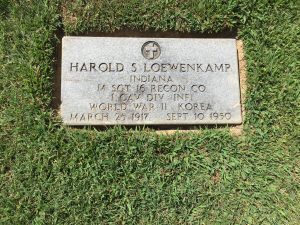 HAROLD S LOEWENKAMP
INDIANA
M SGT 16 RECON CO
1 CAV DIV (INF)
WORLD WAR II KOREA
MARCH 25 1917 SEPT 10 1950